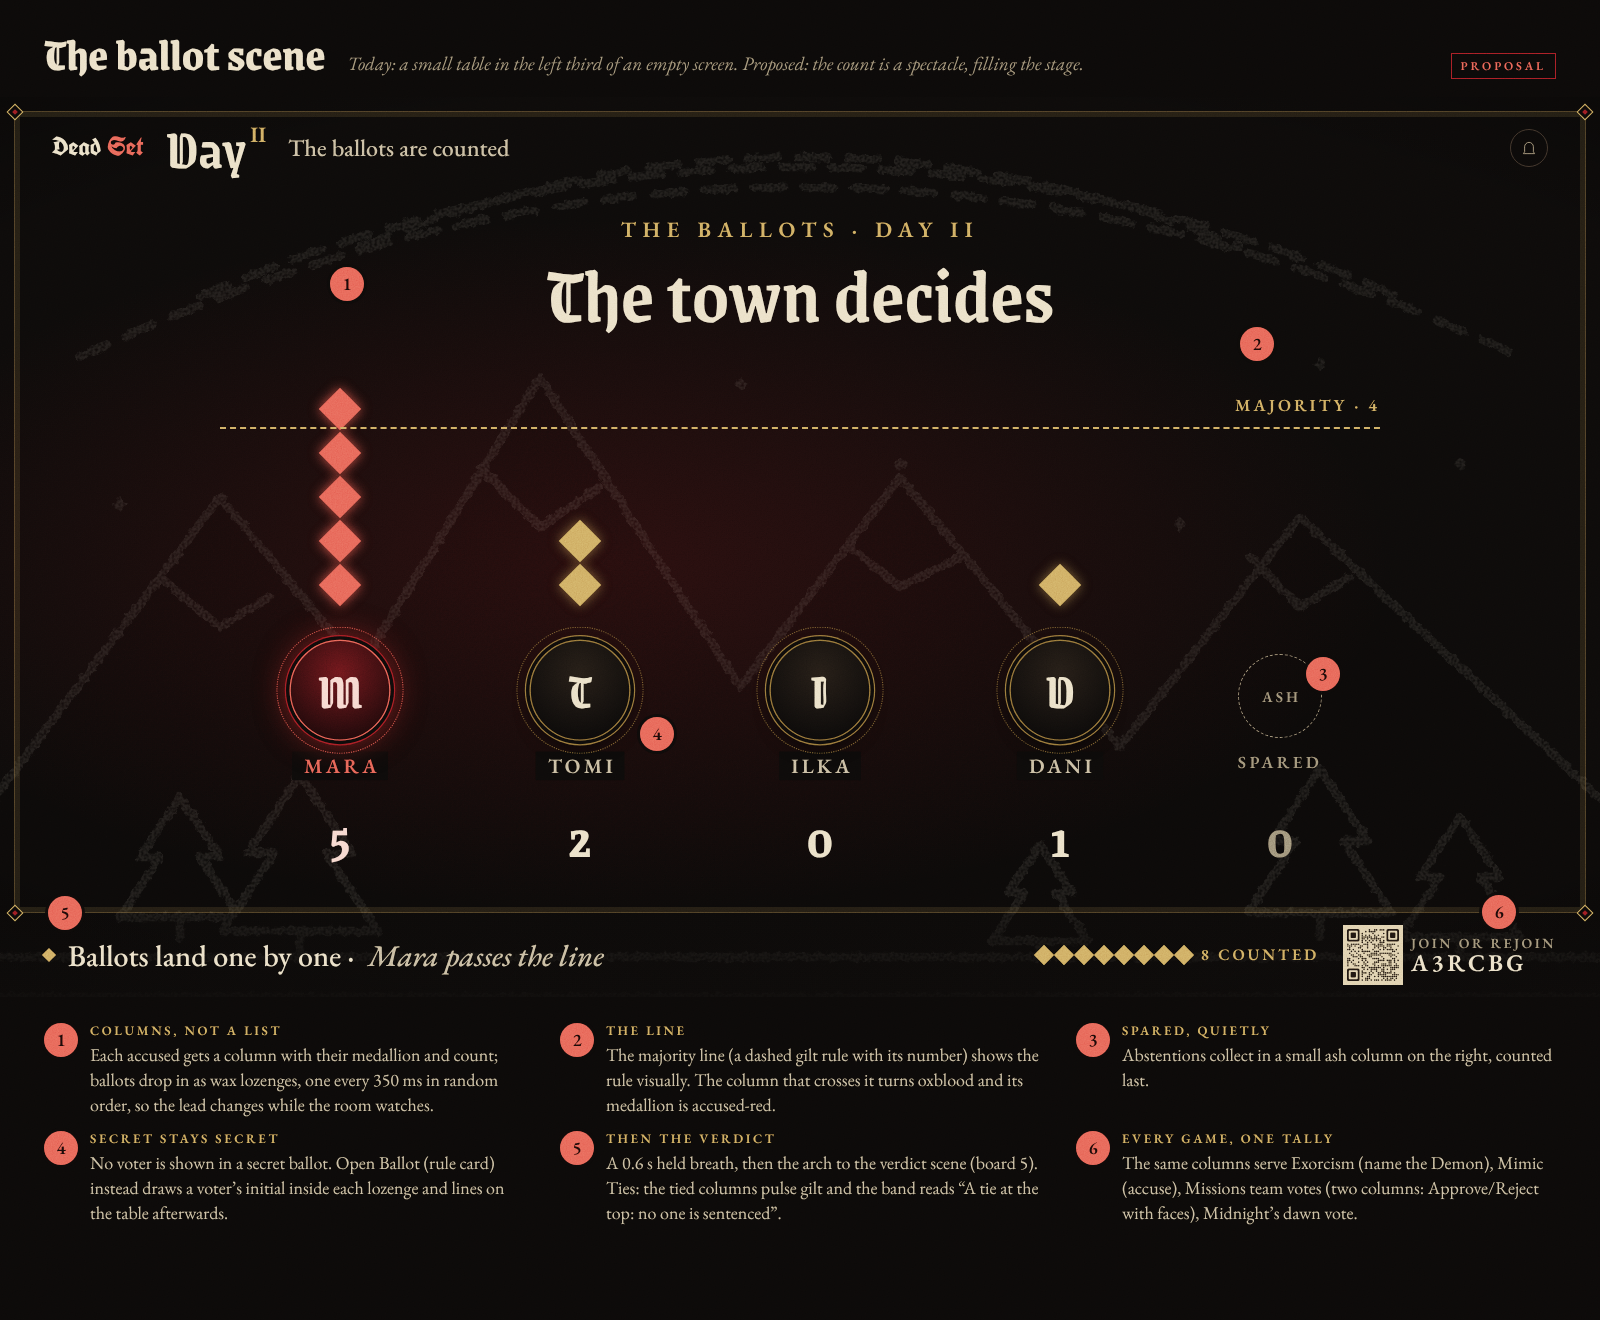 The ballot scene
Today: a small table in the left third of an empty screen. Proposed: the count is a spectacle, filling the stage.
PROPOSAL
Dead Set
Day II
The ballots are counted
THE BALLOTS · DAY II
The town decides
1
2
MAJORITY · 4
M
T
I
D
ASH
3
4
MARA
TOMI
ILKA
DANI
SPARED
5
2
0
1
0
5
6
Ballots land one by one · Mara passes the line
8 COUNTED
JOIN OR REJOIN
A3RCBG
1
COLUMNS, NOT A LIST
Each accused gets a column with their medallion and count;
ballots drop in as wax lozenges, one every 350 ms in random
order, so the lead changes while the room watches.
2
THE LINE
The majority line (a dashed gilt rule with its number) shows the
rule visually. The column that crosses it turns oxblood and its
medallion is accused-red.
3
SPARED, QUIETLY
Abstentions collect in a small ash column on the right, counted
last.
4
SECRET STAYS SECRET
No voter is shown in a secret ballot. Open Ballot (rule card)
instead draws a voter’s initial inside each lozenge and lines on
the table afterwards.
5
THEN THE VERDICT
A 0.6 s held breath, then the arch to the verdict scene (board 5).
Ties: the tied columns pulse gilt and the band reads “A tie at the
top: no one is sentenced”.
6
EVERY GAME, ONE TALLY
The same columns serve Exorcism (name the Demon), Mimic
(accuse), Missions team votes (two columns: Approve/Reject
with faces), Midnight’s dawn vote.